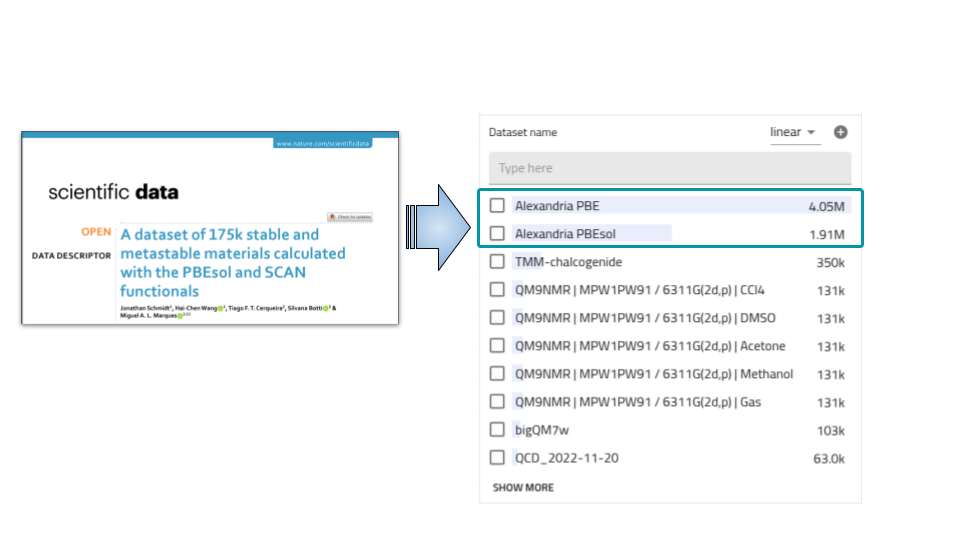 www.nature.com/scientificdata
scientific data
Check for updates
OPEN
DATA DESCRIPTOR
A dataset of 175k stable and
metastable materials calculated
with the PBEsol and SCAN
functionals
Jonathan Schmidt¹, Hai-Chen Wang¹, Tiago F. T. Cerqueira², Silvana Botti³ &
Miguel A. L. Marques
Dataset name
linear
Type here
Alexandria PBE 4.05M
Alexandria PBEsol 1.91M
TMM-chalcogenide 350k
QM9NMR | MPW1PW91 / 6311G(2d,p) | CCl4 131k
QM9NMR | MPW1PW91 / 6311G(2d,p) | DMSO 131k
QM9NMR | MPW1PW91 / 6311G(2d,p) | Acetone 131k
QM9NMR | MPW1PW91 / 6311G(2d,p) | Methanol 131k
QM9NMR | MPW1PW91 / 6311G(2d,p) | Gas 131k
bigQM7w 103k
QCD_2022-11-20 63.0k
SHOW MORE